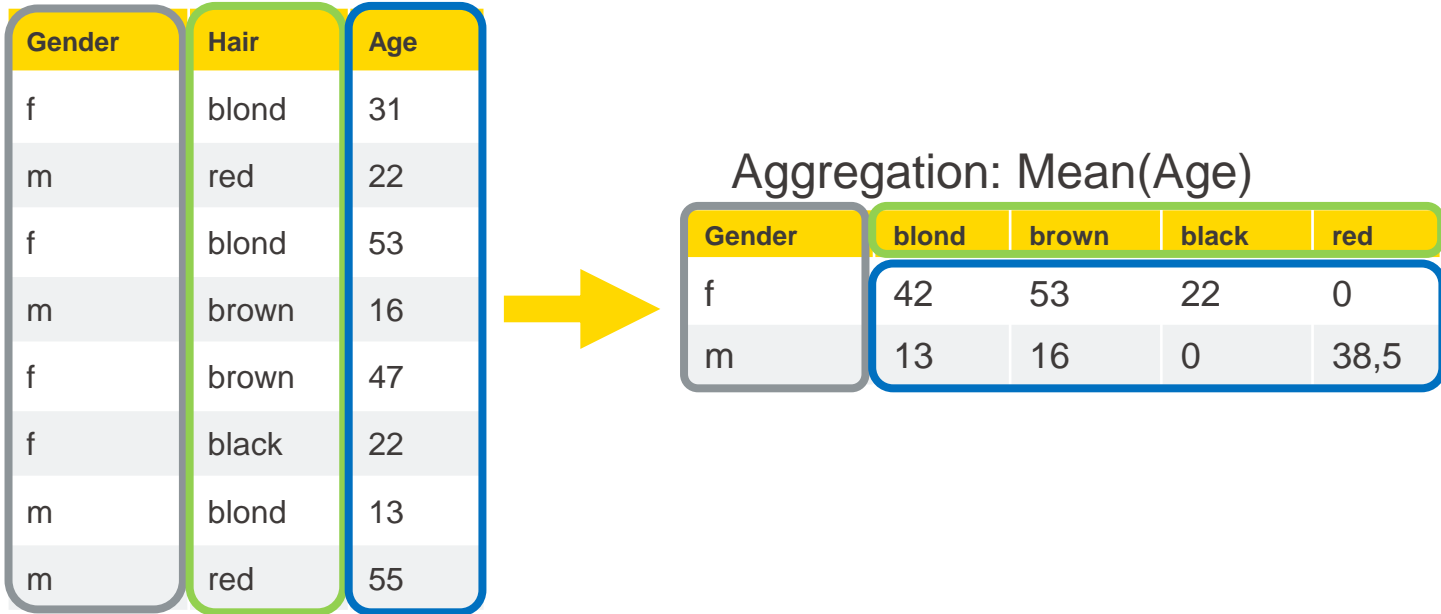 Gender Hair Age
f blond 31
m red 22
f blond 53
m brown 16
f brown 47
f black 22
m blond 13
m red 55
Aggregation: Mean(Age)
Gender blond brown black red
f 42 53 22 0
m 13 16 0 38,5